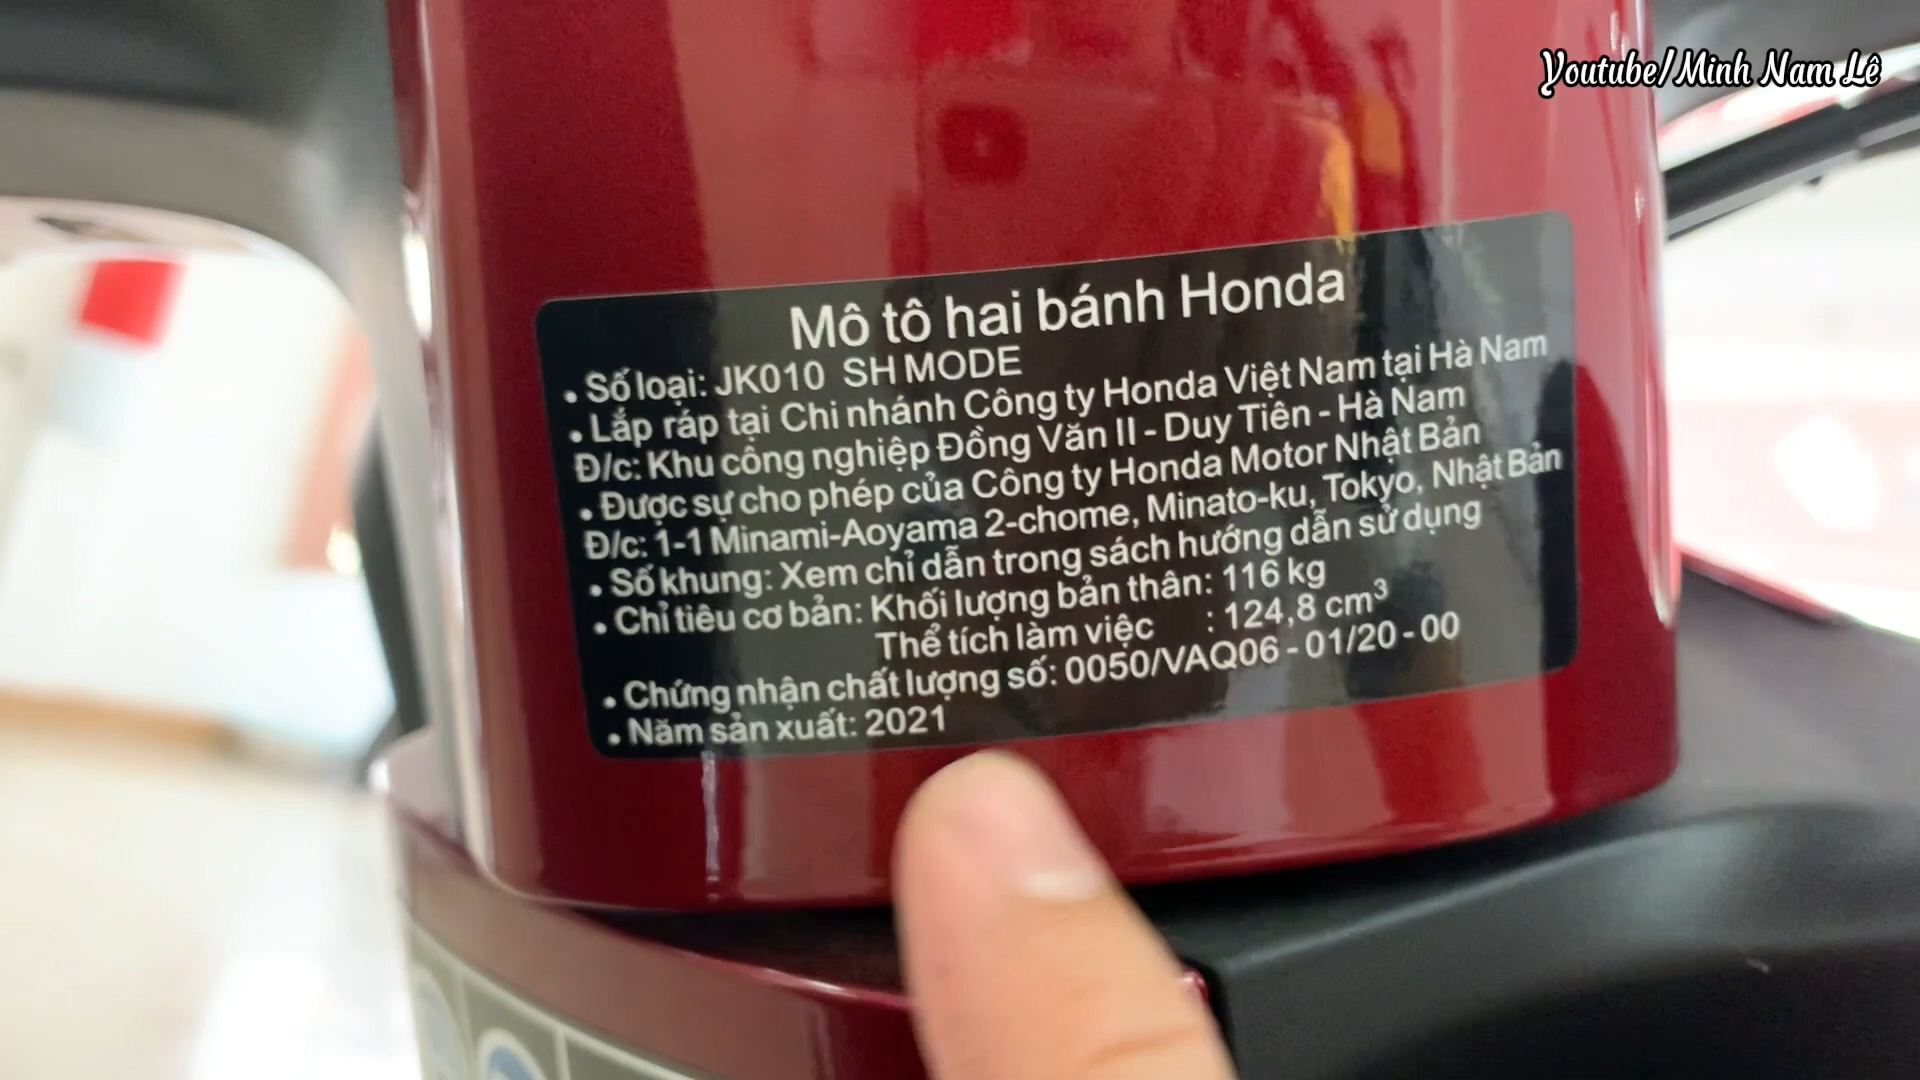 Youtube/Minh Nam Lê
Mô tô hai bánh Honda
• Số loại: JK010 SH MODE
• Lắp ráp tại Chi nhánh Công ty Honda Việt Nam tại Hà Nam
Đ/c: Khu công nghiệp Đồng Văn II - Duy Tiên - Hà Nam
• Được sự cho phép của Công ty Honda Motor Nhật Bản
Đ/c: 1-1 Minami-Aoyama 2-chome, Minato-ku, Tokyo, Nhật Bản
• Số khung: Xem chỉ dẫn trong sách hướng dẫn sử dụng
• Chỉ tiêu cơ bản: Khối lượng bản thân: 116 kg
Thể tích làm việc : 124,8 cm³
• Chứng nhận chất lượng số: 0050/VAQ06 - 01/20 - 00
• Năm sản xuất: 2021